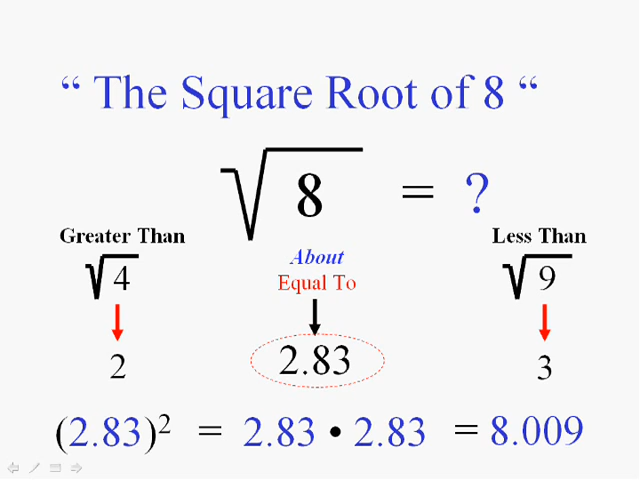 “ The Square Root of 8 “
√8 = ?
Greater Than
√4
2
About
Equal To
2.83
Less Than
√9
3
(2.83)² = 2.83 • 2.83 = 8.009